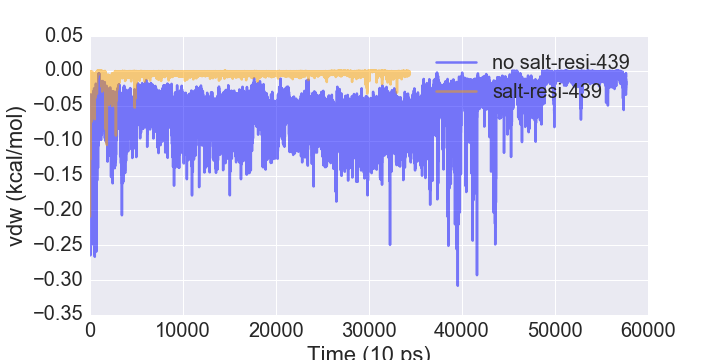 0.05
0.00
−0.05
−0.10
−0.15
−0.20
−0.25
−0.30
−0.35
vdw (kcal/mol)
no salt-resi-439
salt-resi-439
0 10000 20000 30000 40000 50000 60000
Time (10 ps)